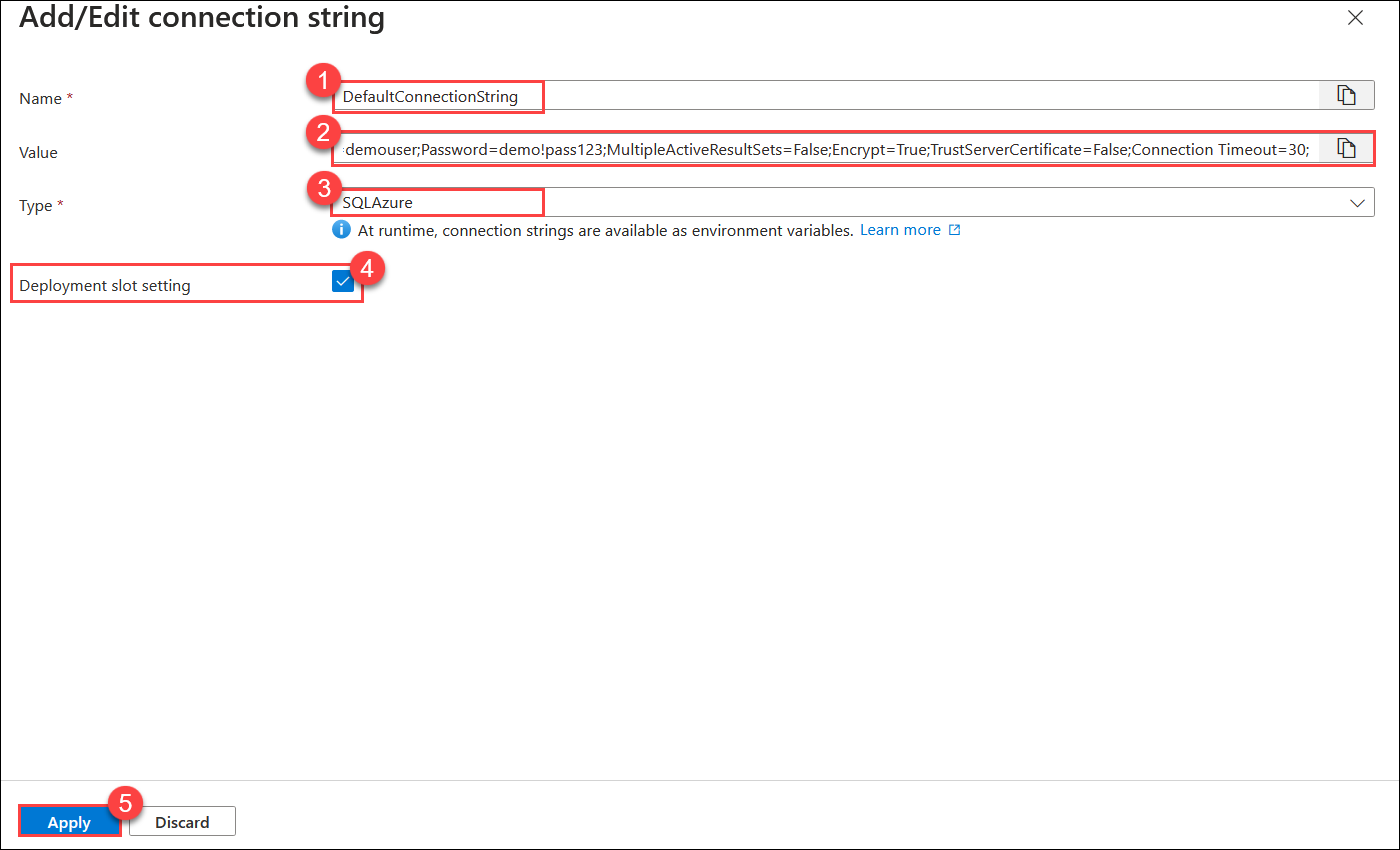 Add/Edit connection string
1
Name *
DefaultConnectionString
2
Value
demouser;Password=demo!pass123;MultipleActiveResultSets=False;Encrypt=True;TrustServerCertificate=False;Connection Timeout=30;
3
Type *
SQLAzure
i At runtime, connection strings are available as environment variables. Learn more
4
Deployment slot setting
5
Apply
Discard